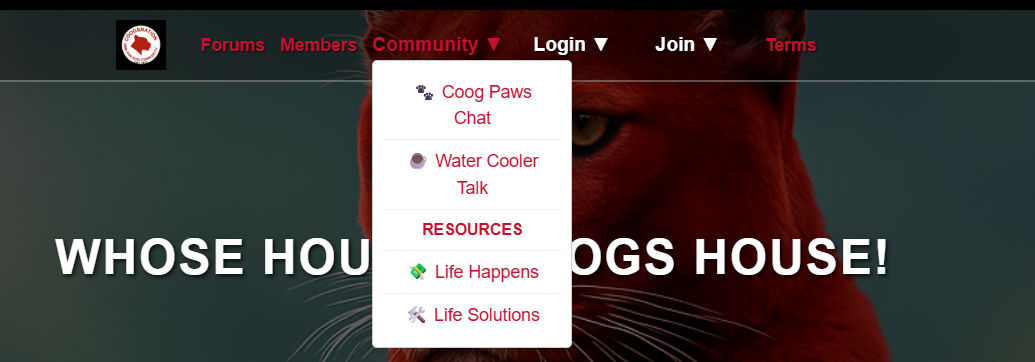 COOGSNATION
Forums Members Community ▼ Login ▼ Join ▼ Terms
Coog Paws
Chat
Water Cooler
Talk
RESOURCES
Life Happens
Life Solutions
WHOSE HOU OGS HOUSE!